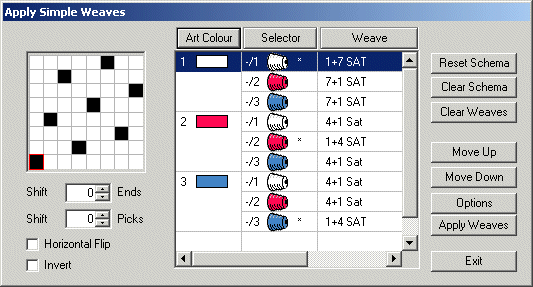 Apply Simple Weaves
Art Colour Selector Weave
1 -/1 * 1+7 SAT
-/2 7+1 SAT
-/3 7+1 SAT
2 -/1 4+1 Sat
-/2 * 1+4 SAT
-/3 4+1 Sat
3 -/1 4+1 Sat
-/2 4+1 Sat
-/3 * 1+4 SAT
Shift 0 Ends
Shift 0 Picks
Horizontal Flip
Invert
Reset Schema
Clear Schema
Clear Weaves
Move Up
Move Down
Options
Apply Weaves
Exit